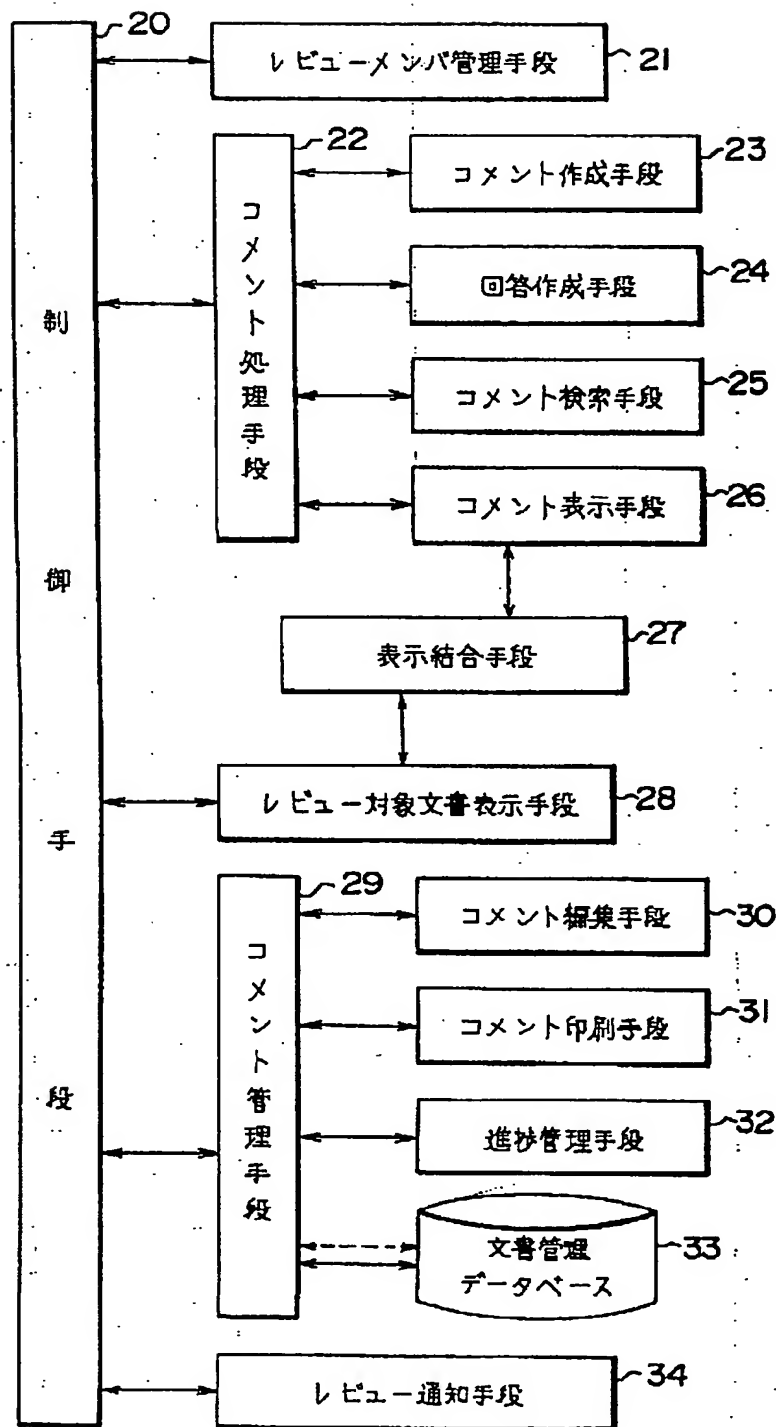 20
制御手段
レビューメンバ管理手段
21
22
コメント処理手段
コメント作成手段
23
回答作成手段
24
コメント検索手段
25
コメント表示手段
26
表示結合手段
27
レビュー対象文書表示手段
28
29
コメント管理手段
コメント編集手段
30
コメント印刷手段
31
進捗管理手段
32
文書管理
データベース
33
レビュー通知手段
34